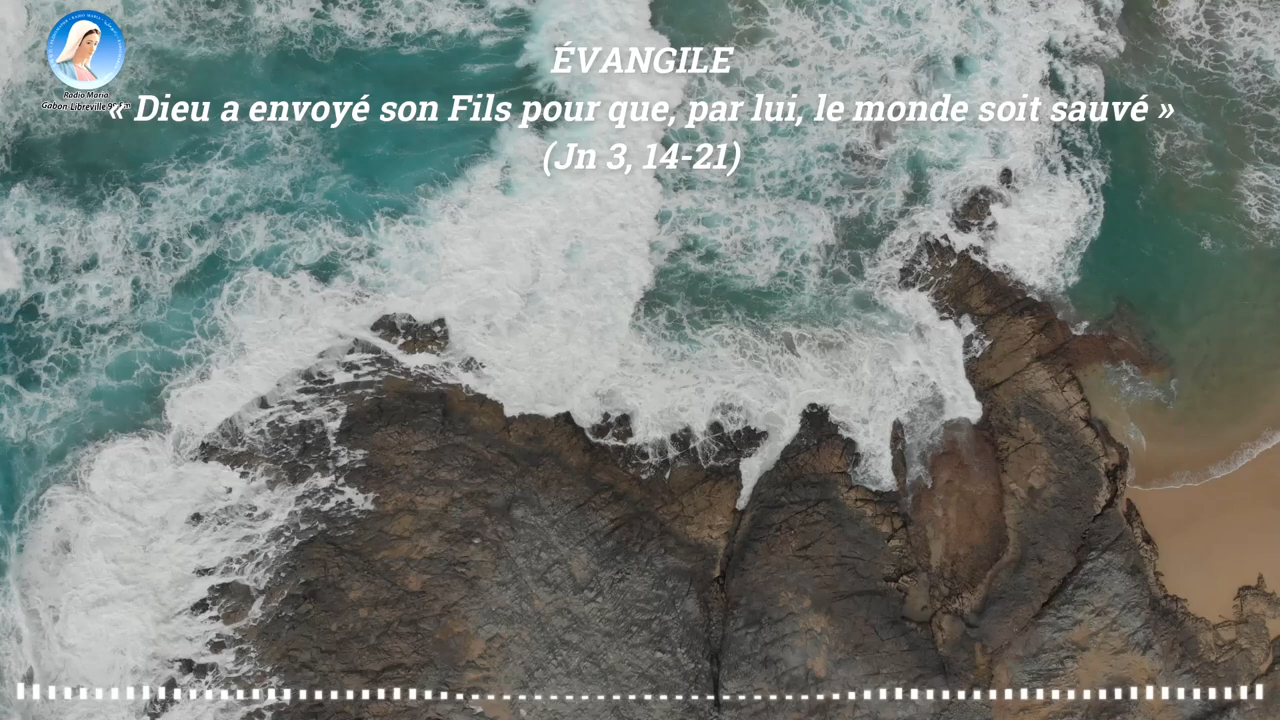 ÉVANGILE
« Dieu a envoyé son Fils pour que, par lui, le monde soit sauvé »
(Jn 3, 14-21)
Radio Maria
Gabon-Libreville